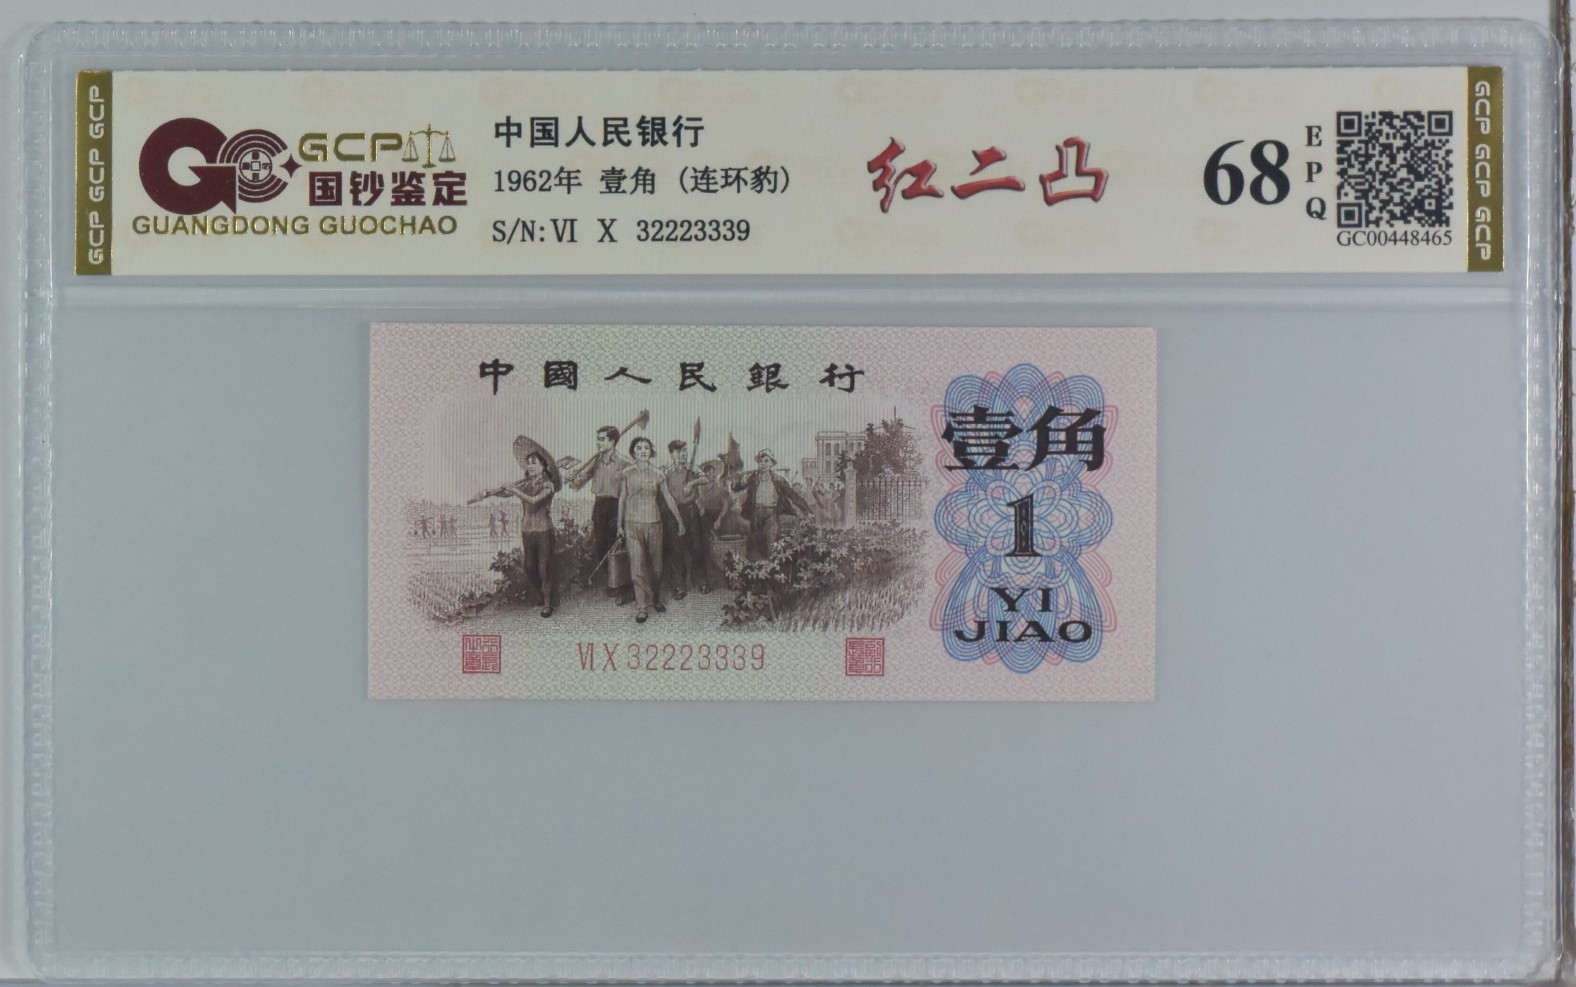 GCP GCP GCP
GCP
国钞鉴定
GUANGDONG GUOCHAO
中国人民银行
1962年 壹角 (连环豹)
S/N: VI X 32223339
红二凸
68
EPQ
GC00448465
GCP GCP GCP
中國人民銀行
壹角
1
YI
JIAO
VI X 32223339